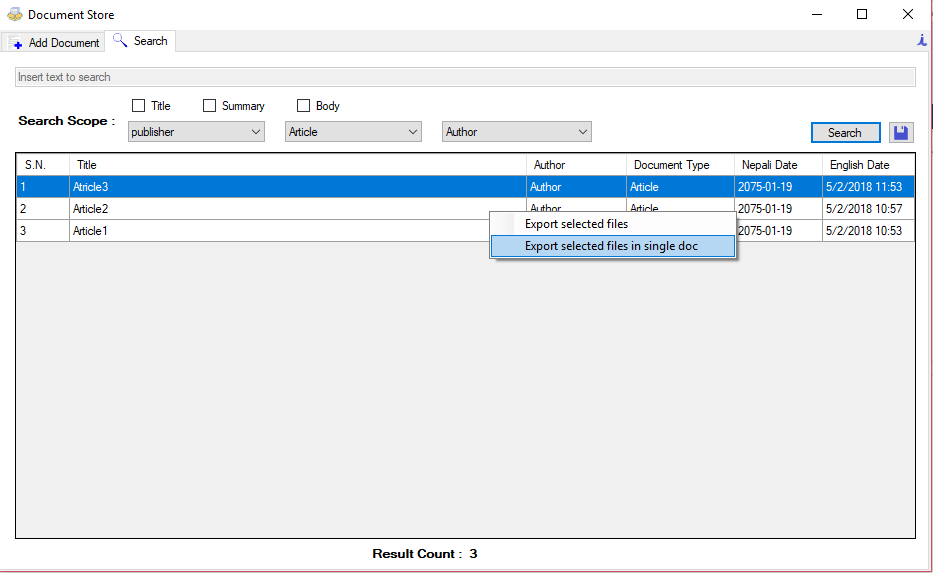 Document Store
Add Document Search
Insert text to search
Title Summary Body
Search Scope :
publisher Article Author Search
S.N. Title Author Document Type Nepali Date English Date
1 Atricle3 Author Article 2075-01-19 5/2/2018 11:53
2 Article2 Author Article 2075-01-19 5/2/2018 10:57
3 Article1 2075-01-19 5/2/2018 10:53
Export selected files
Export selected files in single doc
Result Count : 3